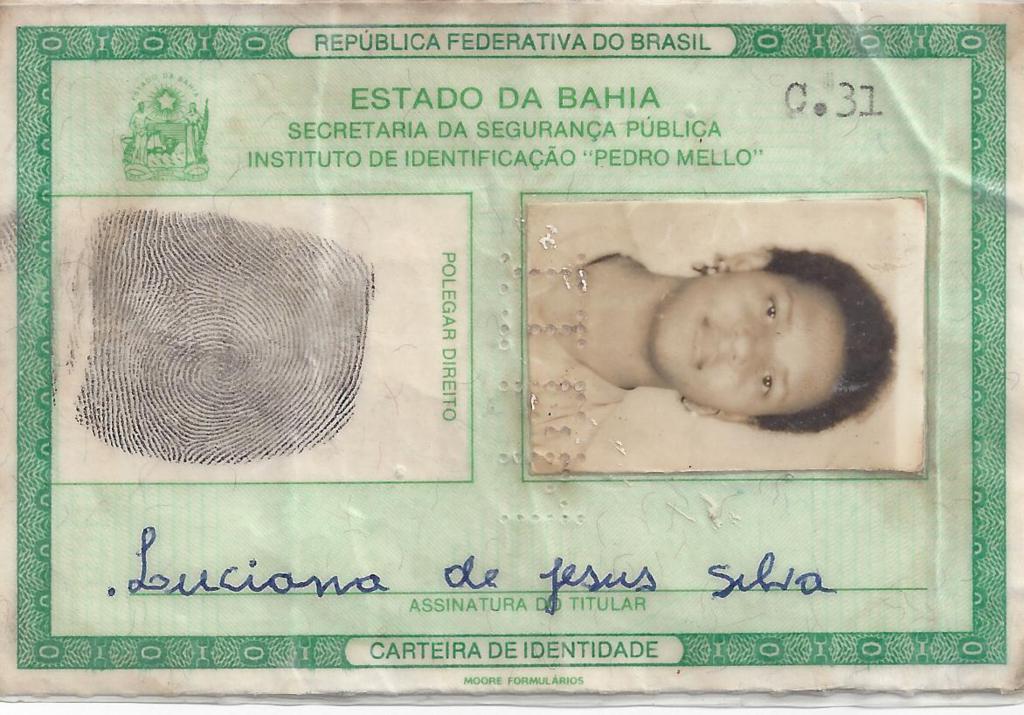 REPÚBLICA FEDERATIVA DO BRASIL
ESTADO DA BAHIA
C.31
SECRETARIA DA SEGURANÇA PÚBLICA
INSTITUTO DE IDENTIFICAÇÃO "PEDRO MELLO"
ESTADO DA BAHIA
POLEGAR DIREITO
Luciana de jesus Silva
ASSINATURA DO TITULAR
CARTEIRA DE IDENTIDADE
MOORE FORMULÁRIOS